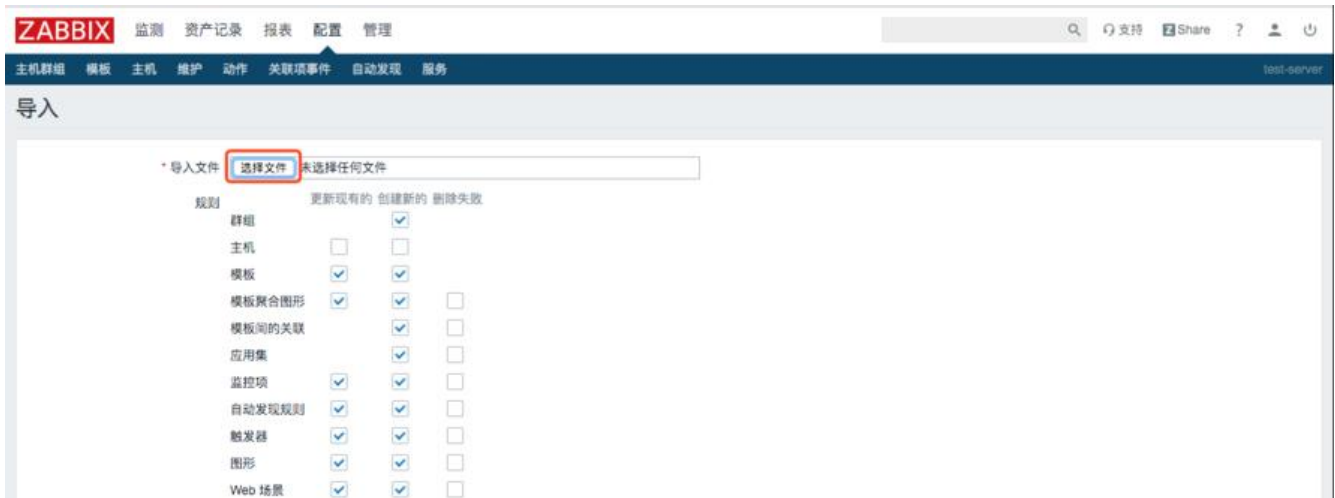 ZABBIX 监测 资产记录 报表 配置 管理 支持 Z Share ?
主机群组 模板 主机 维护 动作 关联项事件 自动发现 服务 test-server
导入
* 导入文件 选择文件 未选择任何文件
规则 更新现有的 创建新的 删除失败
群组
主机
模板
模板聚合图形
模板间的关联
应用集
监控项
自动发现规则
触发器
图形
Web 场景